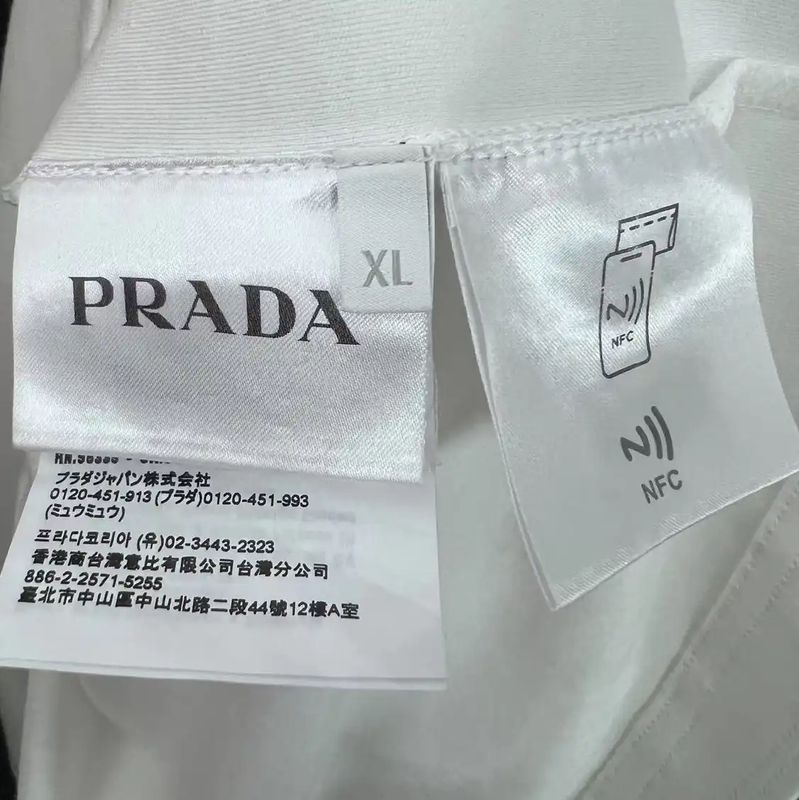 PRADA
XL
プラダジャパン株式会社
0120-451-913 (プラダ)0120-451-993
(ミュウミュウ)
프라다코리아 (유)02-3443-2323
香港商台灣意比有限公司台灣分公司
886-2-2571-5255
臺北市中山區中山北路二段44號12樓A室
NFC
NFC